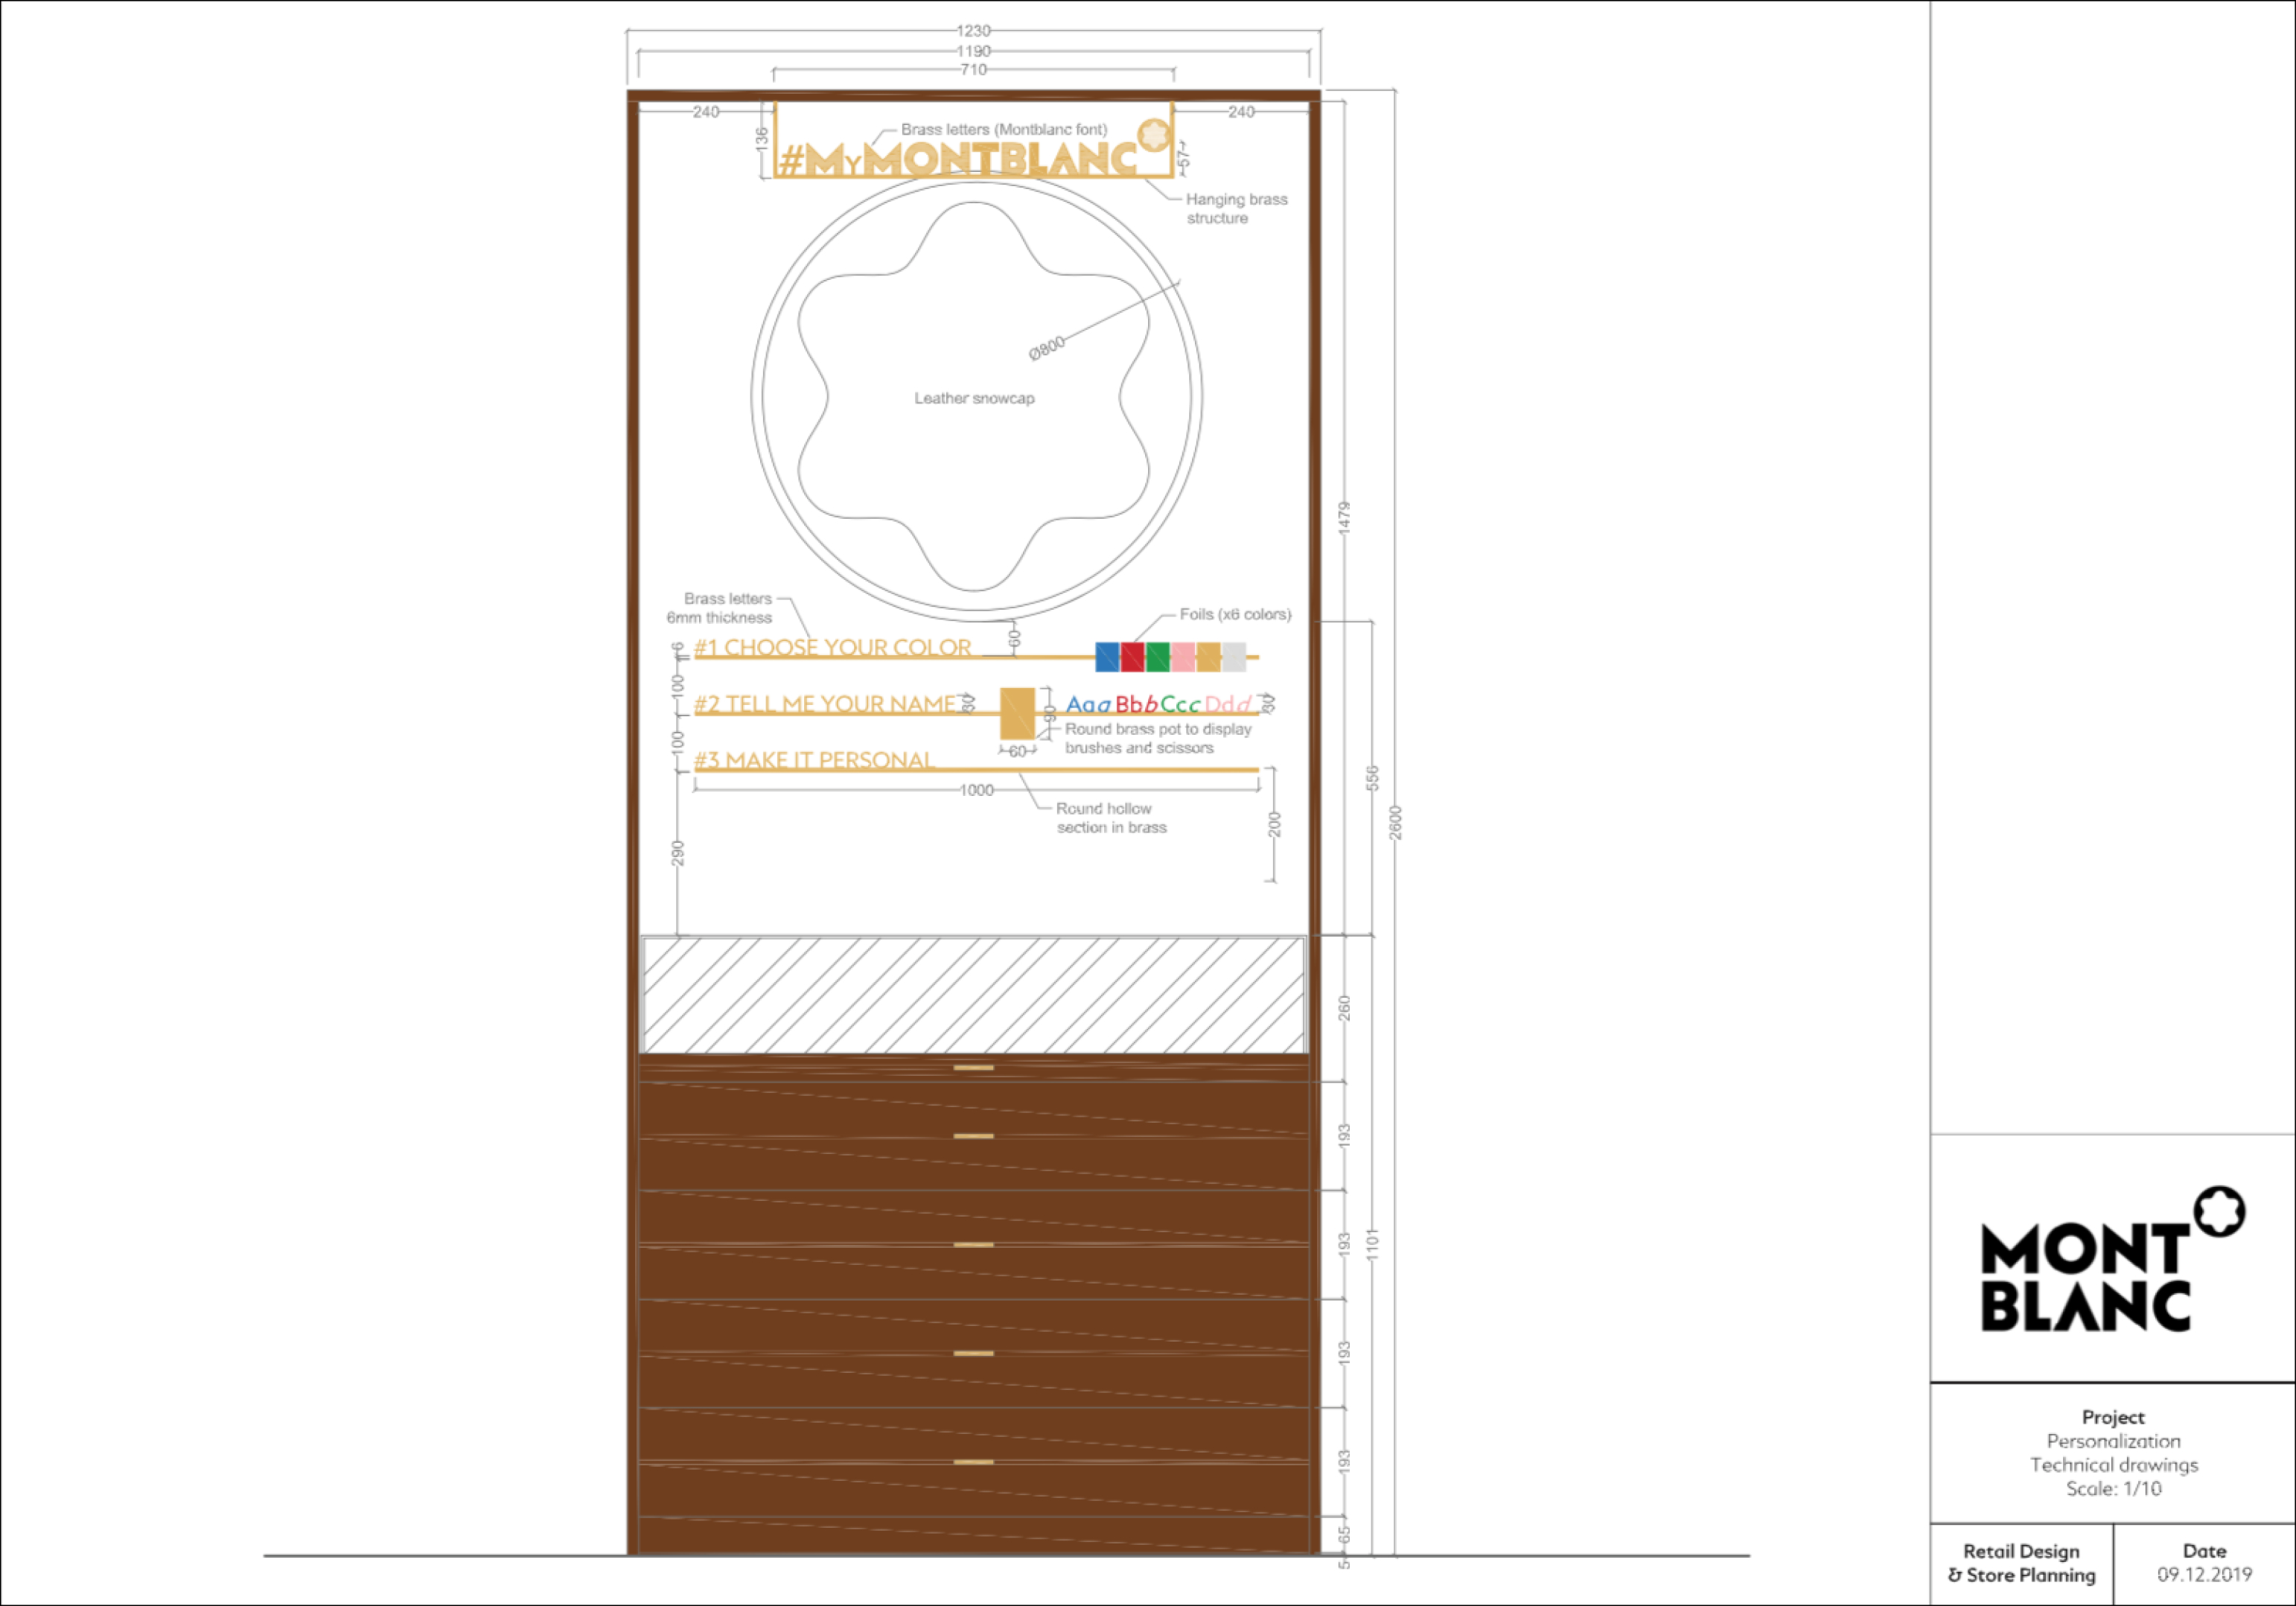 1230
1190
710
240
240
136
Brass letters (Montblanc font)
#MYMONTBLANC
57
Hanging brass
structure
Ø800
Leather snowcap
1479
Brass letters
6mm thickness
Foils (x6 colors)
6
#1 CHOOSE YOUR COLOR
60
100
#2 TELL ME YOUR NAME
30
90
Aaa Bbb Ccc Ddd
30
Round brass pot to display
brushes and scissors
60
100
#3 MAKE IT PERSONAL
1000
Round hollow
section in brass
200
290
556
2600
260
193
193
1101
193
193
65
5
MONT
BLANC
Project
Personalization
Technical drawings
Scale: 1/10
Retail Design
& Store Planning
Date
09.12.2019